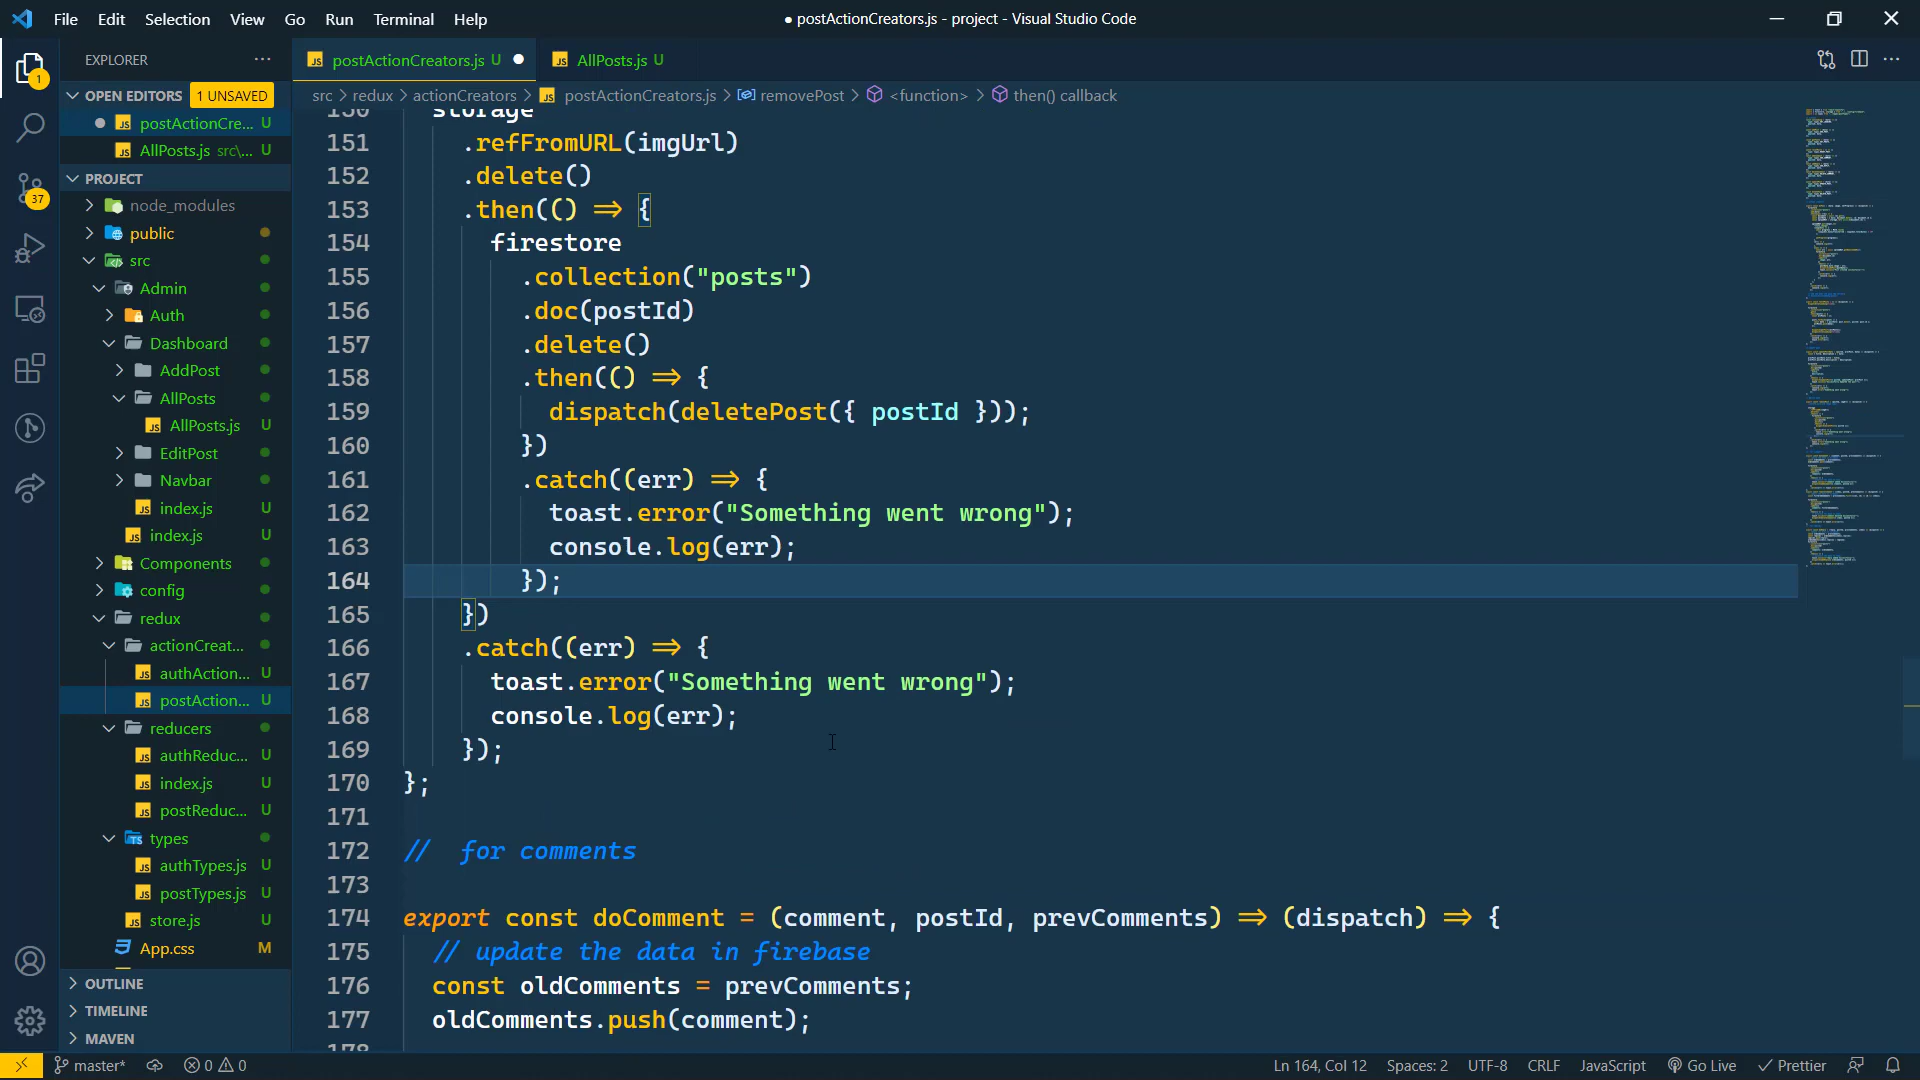 File Edit Selection View Go Run Terminal Help
● postActionCreators.js - project - Visual Studio Code
EXPLORER
OPEN EDITORS 1 UNSAVED
postActionCre... U
AllPosts.js src\... U
PROJECT
node_modules
public
src
Admin
Auth
Dashboard
AddPost
AllPosts
AllPosts.js U
EditPost
Navbar
index.js U
index.js U
Components
config
redux
actionCreat...
authAction... U
postAction... U
reducers
authReduc... U
index.js U
postReduc... U
types
authTypes.js U
postTypes.js U
store.js U
App.css M
OUTLINE
TIMELINE
MAVEN
1
37
postActionCreators.js U
AllPosts.js U
src > redux > actionCreators > postActionCreators.js > removePost > <function> > then() callback
150 storage
151 .refFromURL(imgUrl)
152 .delete()
153 .then(() => {
154 firestore
155 .collection("posts")
156 .doc(postId)
157 .delete()
158 .then(() => {
159 dispatch(deletePost({ postId }));
160 })
161 .catch((err) => {
162 toast.error("Something went wrong");
163 console.log(err);
164 });
165 })
166 .catch((err) => {
167 toast.error("Something went wrong");
168 console.log(err);
169 });
170 };
171
172 //  for comments
173
174 export const doComment = (comment, postId, prevComments) => (dispatch) => {
175 // update the data in firebase
176 const oldComments = prevComments;
177 oldComments.push(comment);
178
master* 0 0
Ln 164, Col 12 Spaces: 2 UTF-8 CRLF JavaScript Go Live Prettier